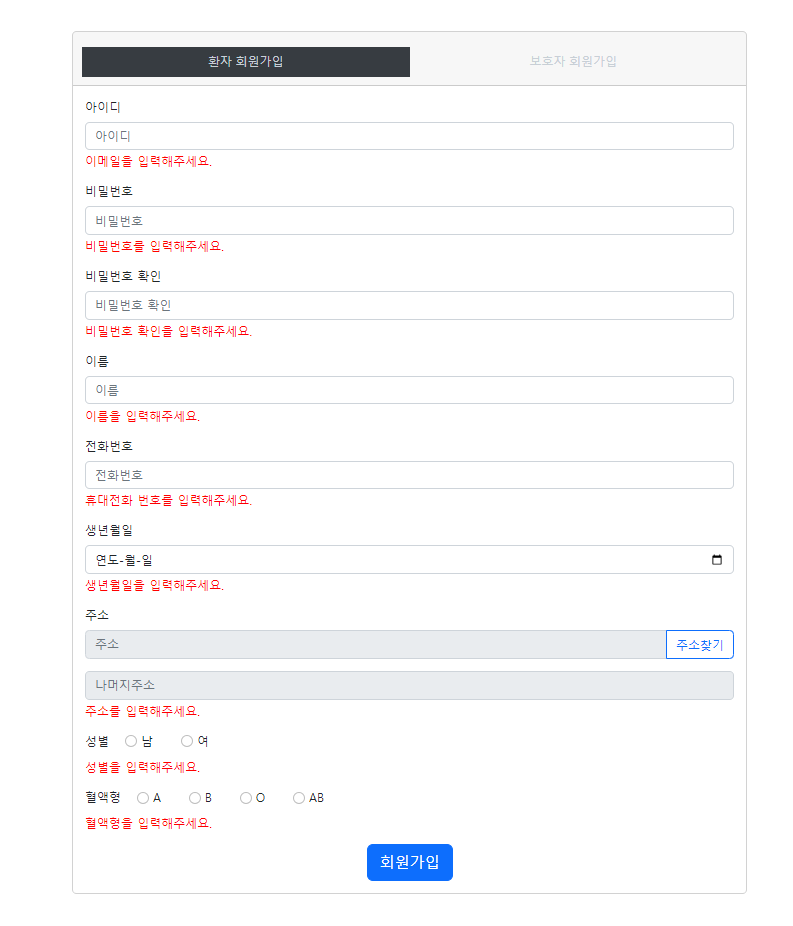 환자 회원가입 보호자 회원가입
아이디
아이디
이메일을 입력해주세요.
비밀번호
비밀번호
비밀번호를 입력해주세요.
비밀번호 확인
비밀번호 확인
비밀번호 확인을 입력해주세요.
이름
이름
이름을 입력해주세요.
전화번호
전화번호
휴대전화 번호를 입력해주세요.
생년월일
연도-월-일
생년월일을 입력해주세요.
주소
주소 주소찾기
나머지주소
주소를 입력해주세요.
성별 남 여
성별을 입력해주세요.
혈액형 A B O AB
혈액형을 입력해주세요.
회원가입